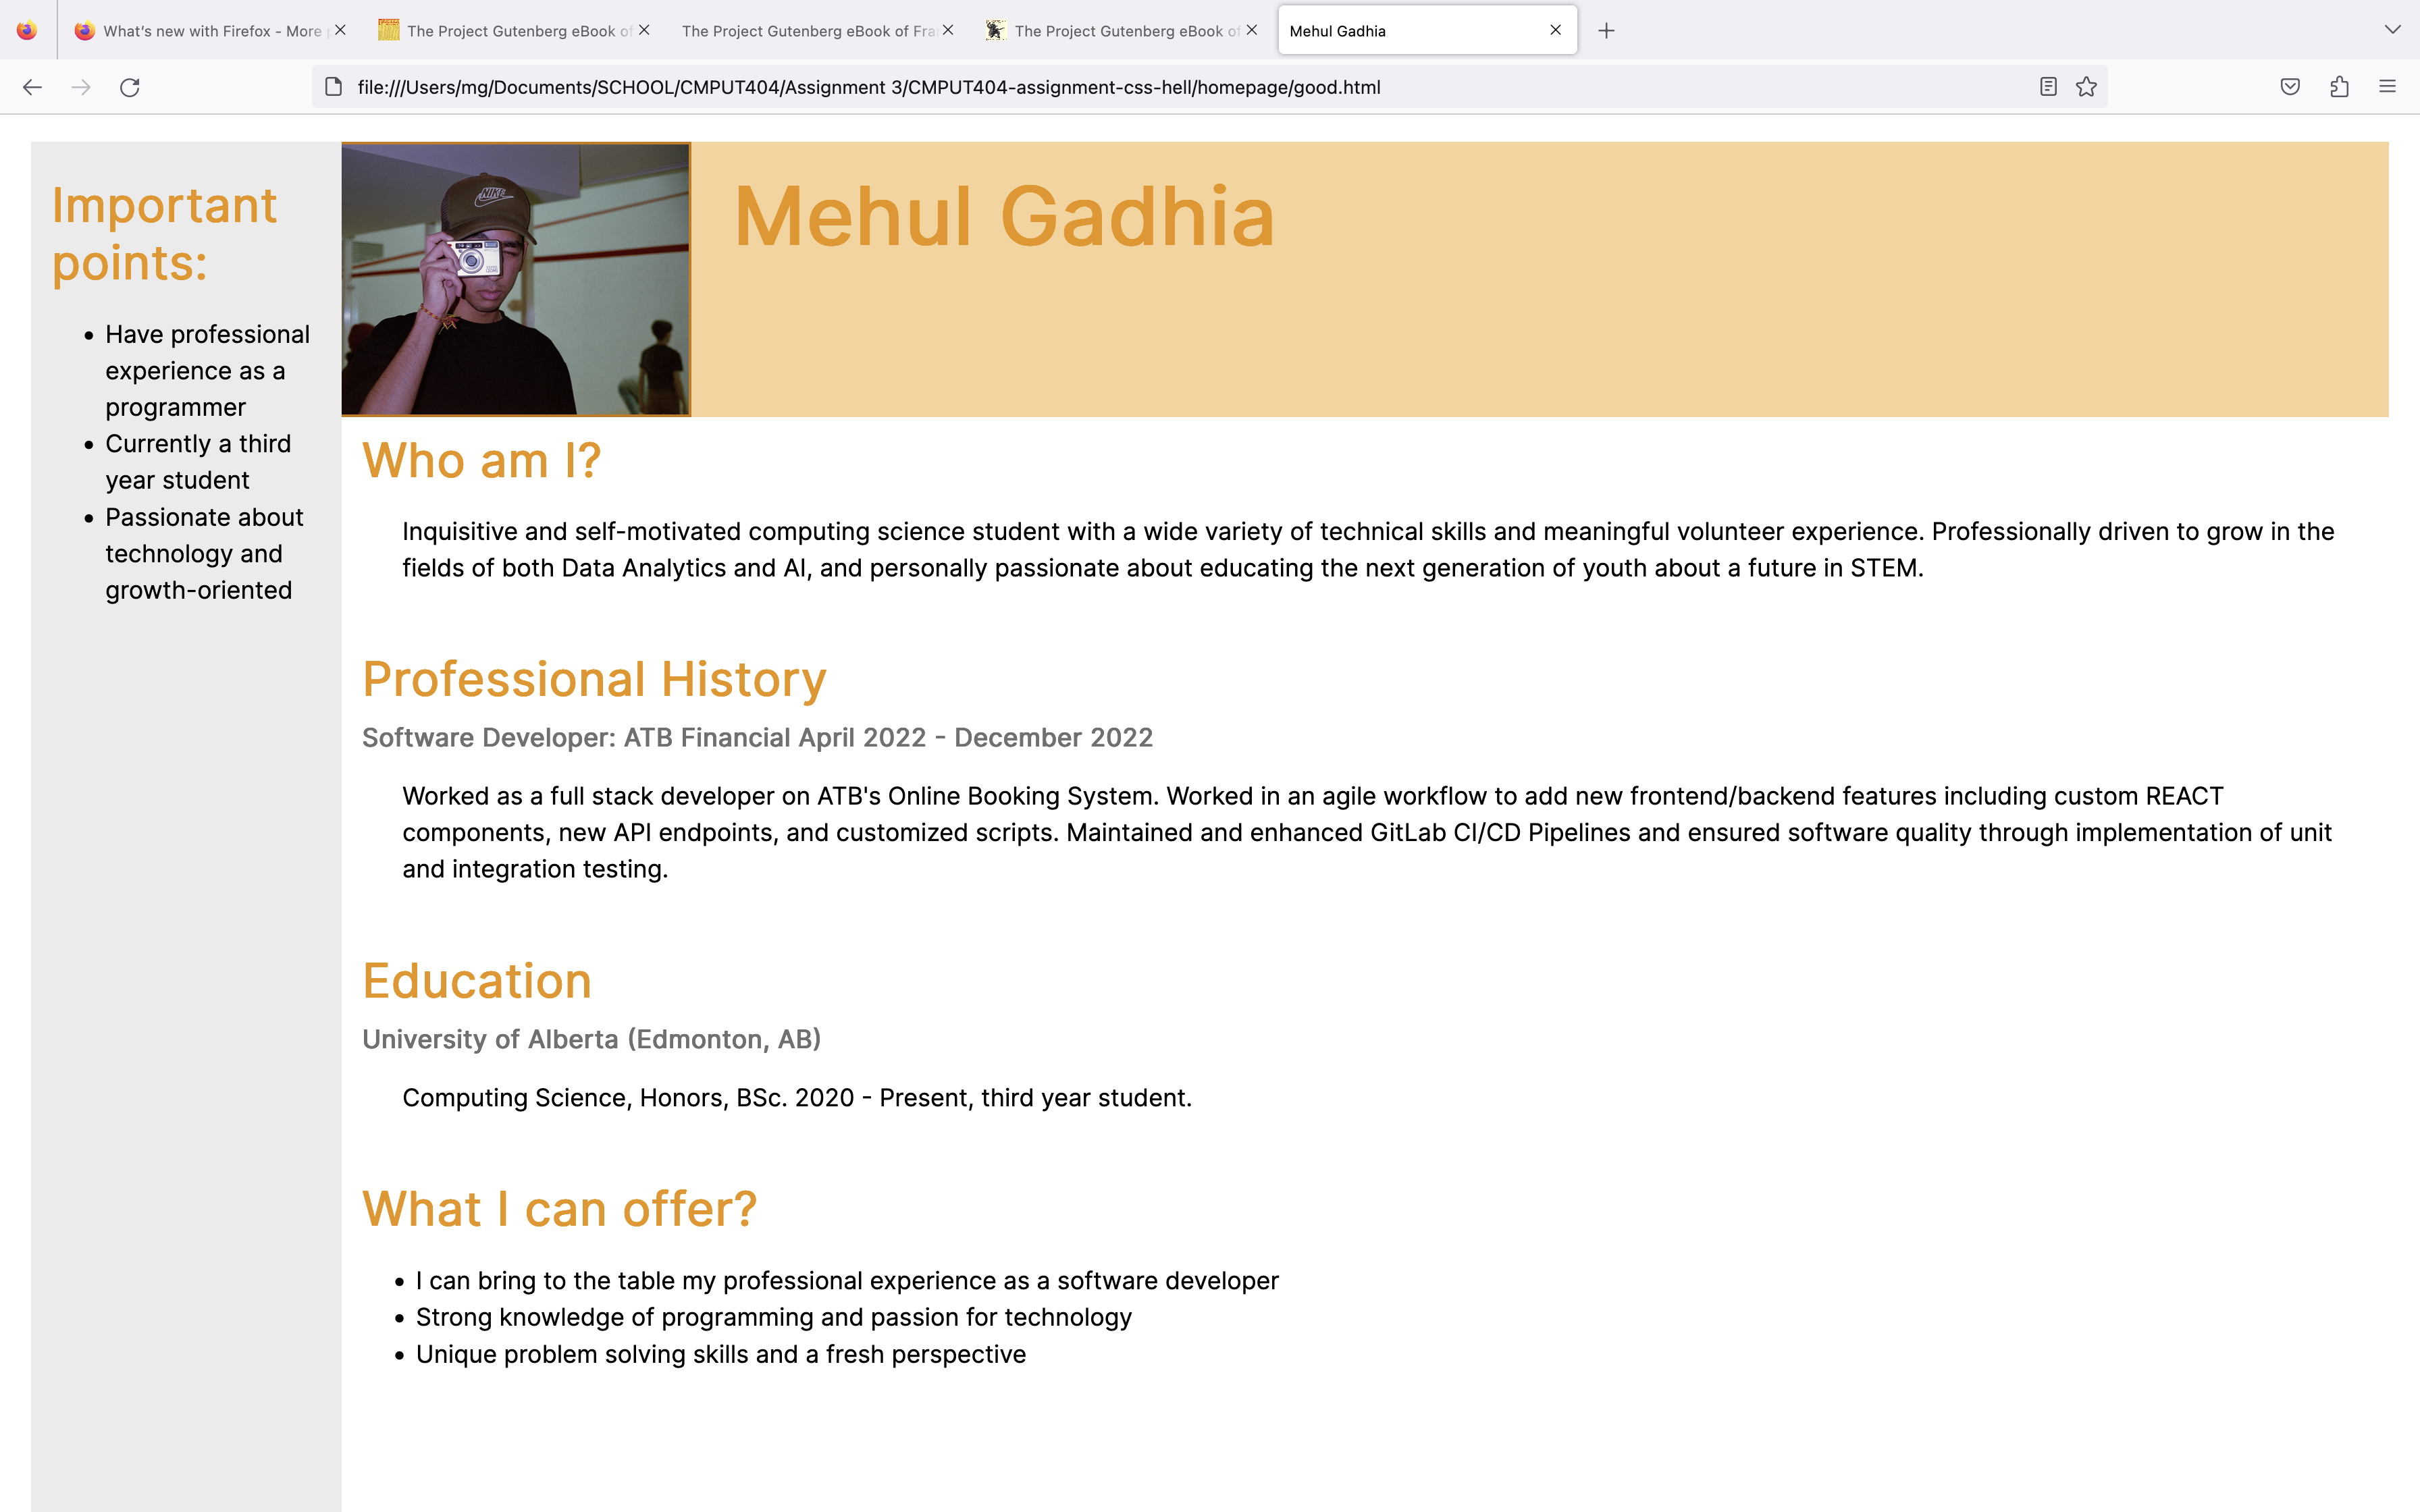 What's new with Firefox - More
The Project Gutenberg eBook of
The Project Gutenberg eBook of Fra
The Project Gutenberg eBook of
Mehul Gadhia
file:///Users/mg/Documents/SCHOOL/CMPUT404/Assignment 3/CMPUT404-assignment-css-hell/homepage/good.html
Important
points:
• Have professional
experience as a
programmer
• Currently a third
year student
• Passionate about
technology and
growth-oriented
NIKE
Mehul Gadhia
Who am I?
Inquisitive and self-motivated computing science student with a wide variety of technical skills and meaningful volunteer experience. Professionally driven to grow in the
fields of both Data Analytics and AI, and personally passionate about educating the next generation of youth about a future in STEM.
Professional History
Software Developer: ATB Financial April 2022 - December 2022
Worked as a full stack developer on ATB's Online Booking System. Worked in an agile workflow to add new frontend/backend features including custom REACT
components, new API endpoints, and customized scripts. Maintained and enhanced GitLab CI/CD Pipelines and ensured software quality through implementation of unit
and integration testing.
Education
University of Alberta (Edmonton, AB)
Computing Science, Honors, BSc. 2020 - Present, third year student.
What I can offer?
• I can bring to the table my professional experience as a software developer
• Strong knowledge of programming and passion for technology
• Unique problem solving skills and a fresh perspective